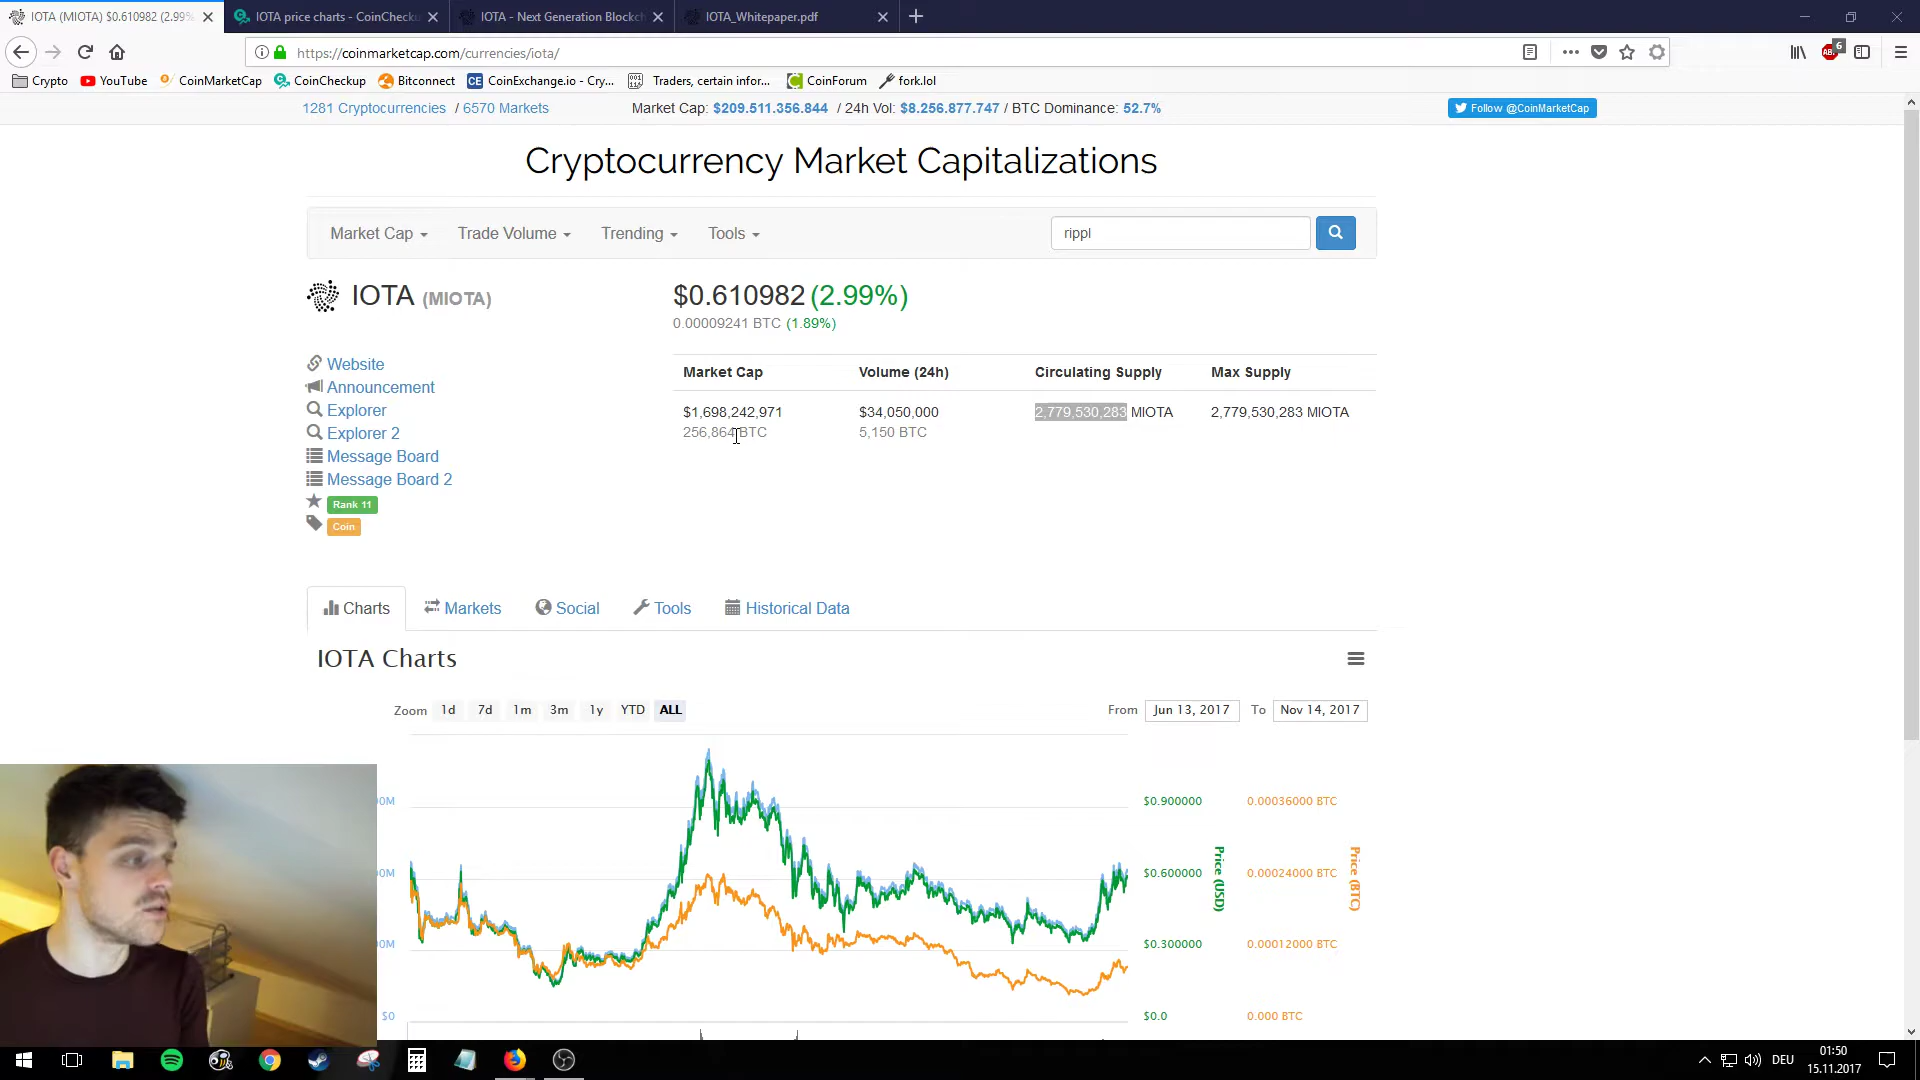 IOTA (MIOTA) $0.610982 (2.99%
IOTA price charts - CoinChecku
IOTA - Next Generation Blockch
IOTA_Whitepaper.pdf
https://coinmarketcap.com/currencies/iota/
6
Crypto
YouTube
CoinMarketCap
CoinCheckup
Bitconnect
CoinExchange.io - Cry...
Traders, certain infor...
CoinForum
fork.lol
1281 Cryptocurrencies / 6570 Markets
Market Cap: $209.511.356.844 / 24h Vol: $8.256.877.747 / BTC Dominance: 52.7%
Follow @CoinMarketCap
Cryptocurrency Market Capitalizations
Market Cap
Trade Volume
Trending
Tools
rippl
IOTA (MIOTA)
$0.610982 (2.99%)
0.00009241 BTC (1.89%)
Website
Announcement
Explorer
Explorer 2
Message Board
Message Board 2
Rank 11
Coin
Market Cap
Volume (24h)
Circulating Supply
Max Supply
$1,698,242,971
$34,050,000
2,779,530,283 MIOTA
2,779,530,283 MIOTA
256,864 BTC
5,150 BTC
Charts
Markets
Social
Tools
Historical Data
IOTA Charts
Zoom 1d 7d 1m 3m 1y YTD ALL
From Jun 13, 2017 To Nov 14, 2017
0M
$0.900000
0.00036000 BTC
0M
$0.600000
0.00024000 BTC
Price (USD)
Price (BTC)
0M
$0.300000
0.00012000 BTC
$0
$0.0
0.000 BTC
DEU
01:50
15.11.2017